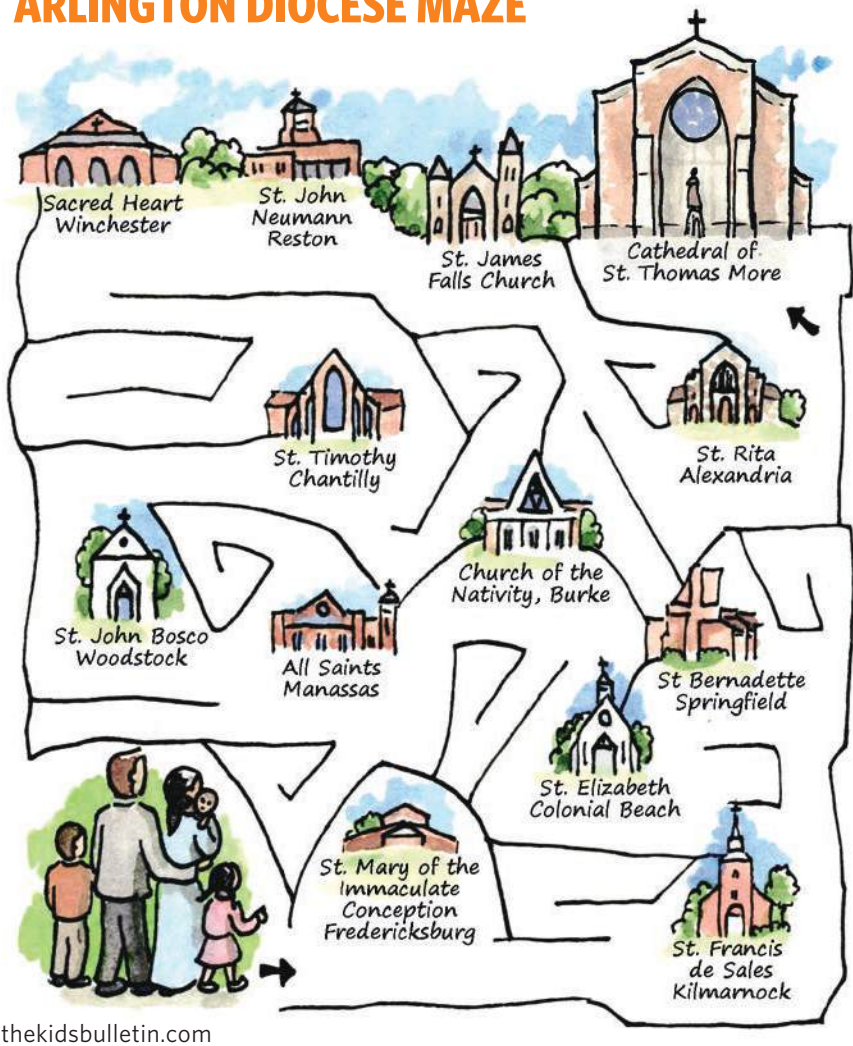 ARLINGTON DIOCESE MAZE
Sacred Heart
Winchester
St. John
Neumann
Reston
St. James
Falls Church
Cathedral of
St. Thomas More
St. Timothy
Chantilly
St. Rita
Alexandria
Church of the
Nativity, Burke
St. John Bosco
Woodstock
All Saints
Manassas
St Bernadette
Springfield
St. Elizabeth
Colonial Beach
St. Mary of the
Immaculate
Conception
Fredericksburg
St. Francis
de Sales
Kilmarnock
thekidsbulletin.com